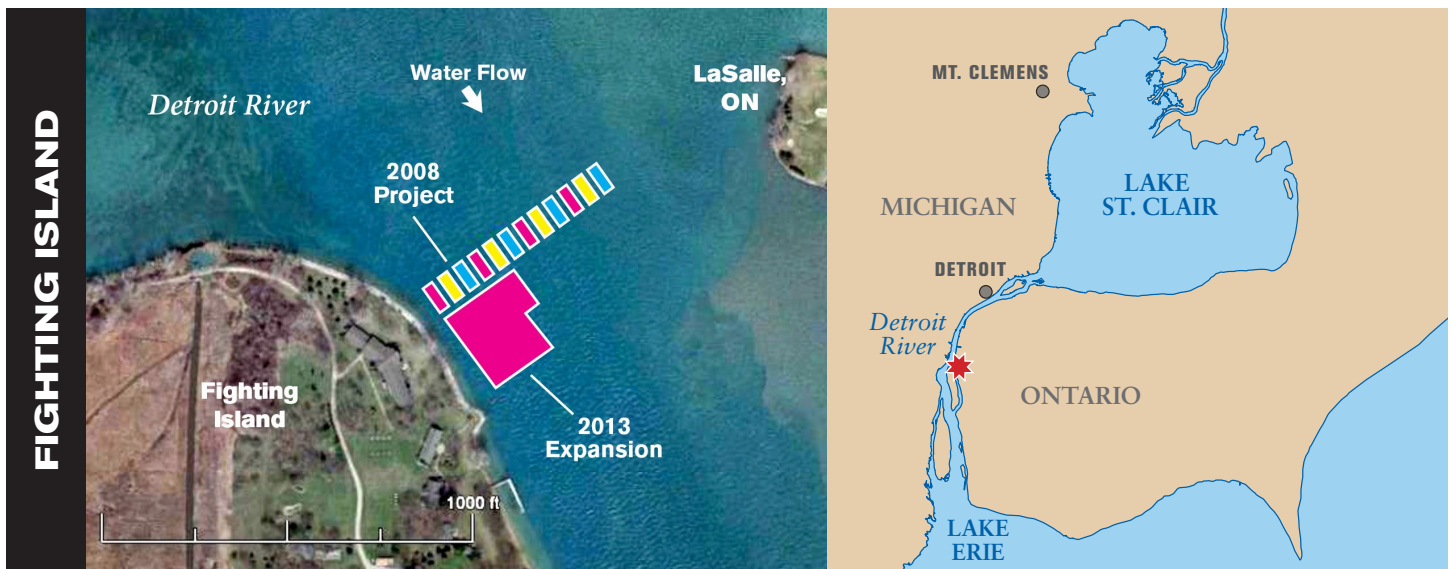 FIGHTING ISLAND
Detroit River
Water Flow
LaSalle,
ON
2008
Project
Fighting
Island
2013
Expansion
1000 ft
MT. CLEMENS
LAKE
ST. CLAIR
MICHIGAN
DETROIT
Detroit
River
ONTARIO
LAKE
ERIE